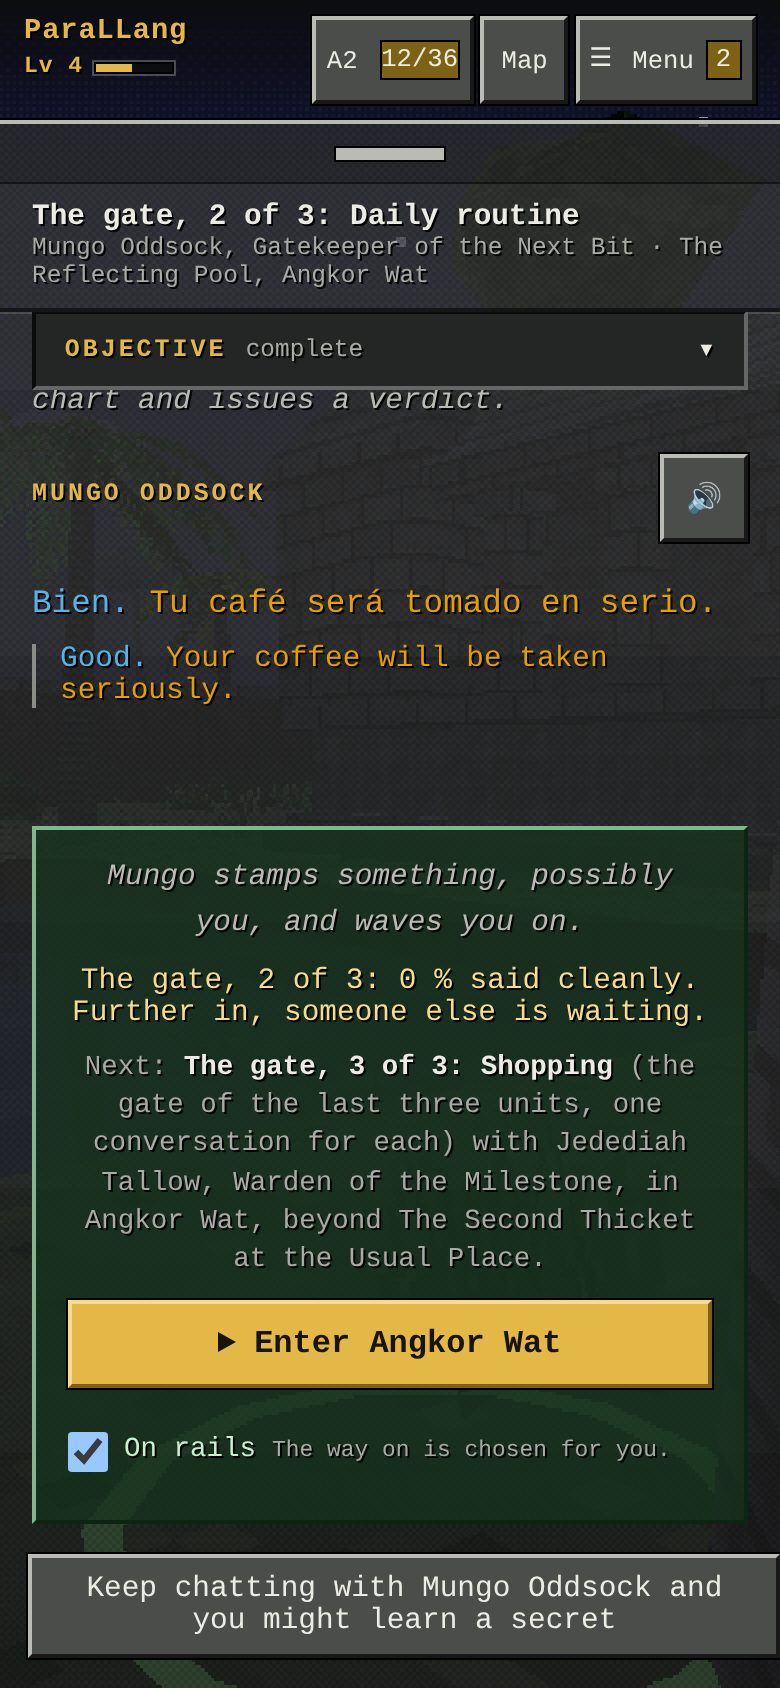 ParaLLang
Lv 4
A2 12/36
Map
☰ Menu 2
The gate, 2 of 3: Daily routine
Mungo Oddsock, Gatekeeper of the Next Bit · The
Reflecting Pool, Angkor Wat
OBJECTIVE complete ▼
chart and issues a verdict.
MUNGO ODDSOCK
Bien. Tu café será tomado en serio.
Good. Your coffee will be taken
seriously.
Mungo stamps something, possibly
you, and waves you on.
The gate, 2 of 3: 0 % said cleanly.
Further in, someone else is waiting.
Next: The gate, 3 of 3: Shopping (the
gate of the last three units, one
conversation for each) with Jedediah
Tallow, Warden of the Milestone, in
Angkor Wat, beyond The Second Thicket
at the Usual Place.
► Enter Angkor Wat
On rails The way on is chosen for you.
Keep chatting with Mungo Oddsock and
you might learn a secret